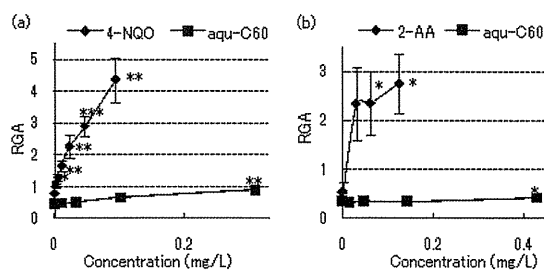 (a)
4-NQO aqu-C60
RGA
5
4
3
2
1
0
**
***
**
**
*
**
0 0.2
Concentration (mg/L)
(b)
2-AA aqu-C60
RGA
3
2
1
0
*
*
*
0 0.2 0.4
Concentration (mg/L)